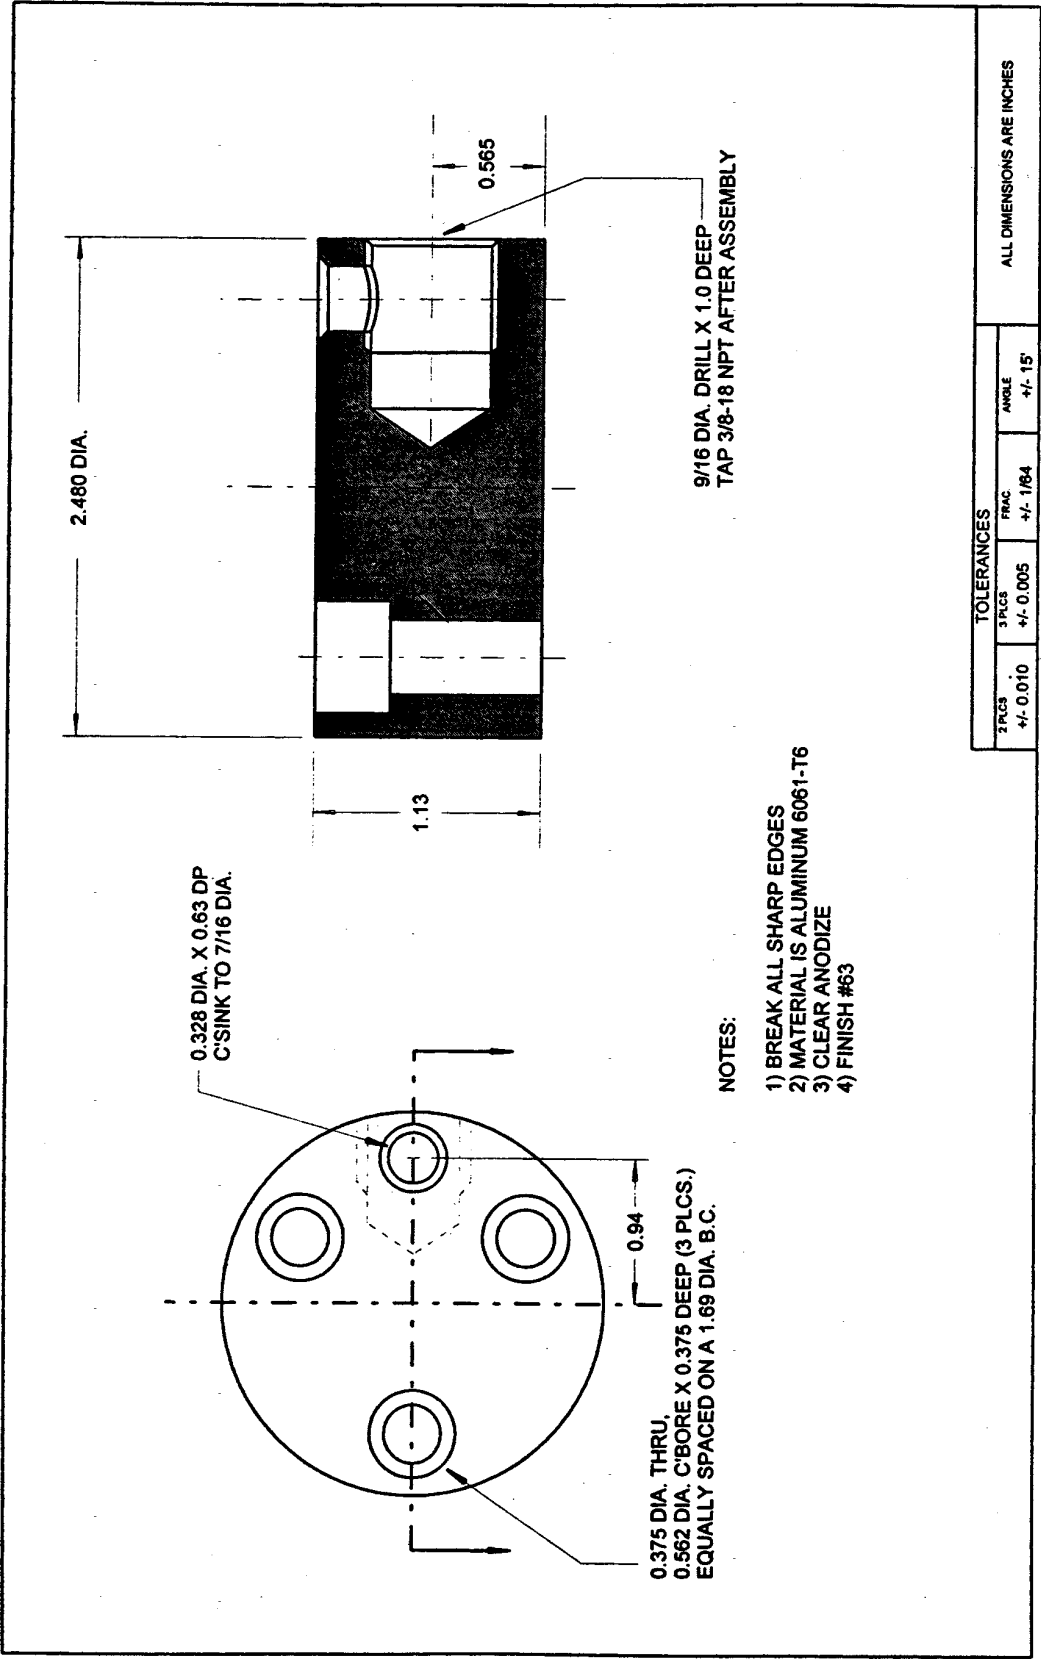 0.328 DIA. X 0.63 DP
C'SINK TO 7/16 DIA.
2.480 DIA.
1.13
0.565
0.94
0.375 DIA. THRU,
0.562 DIA. C'BORE X 0.375 DEEP (3 PLCS.)
EQUALLY SPACED ON A 1.69 DIA. B.C.
9/16 DIA. DRILL X 1.0 DEEP
TAP 3/8-18 NPT AFTER ASSEMBLY
NOTES:
1) BREAK ALL SHARP EDGES
2) MATERIAL IS ALUMINUM 6061-T6
3) CLEAR ANODIZE
4) FINISH #63
TOLERANCES
2 PLCS 3 PLCS FRAC. ANGLE
+/- 0.010 +/- 0.005 +/- 1/64 +/- 15'
ALL DIMENSIONS ARE INCHES